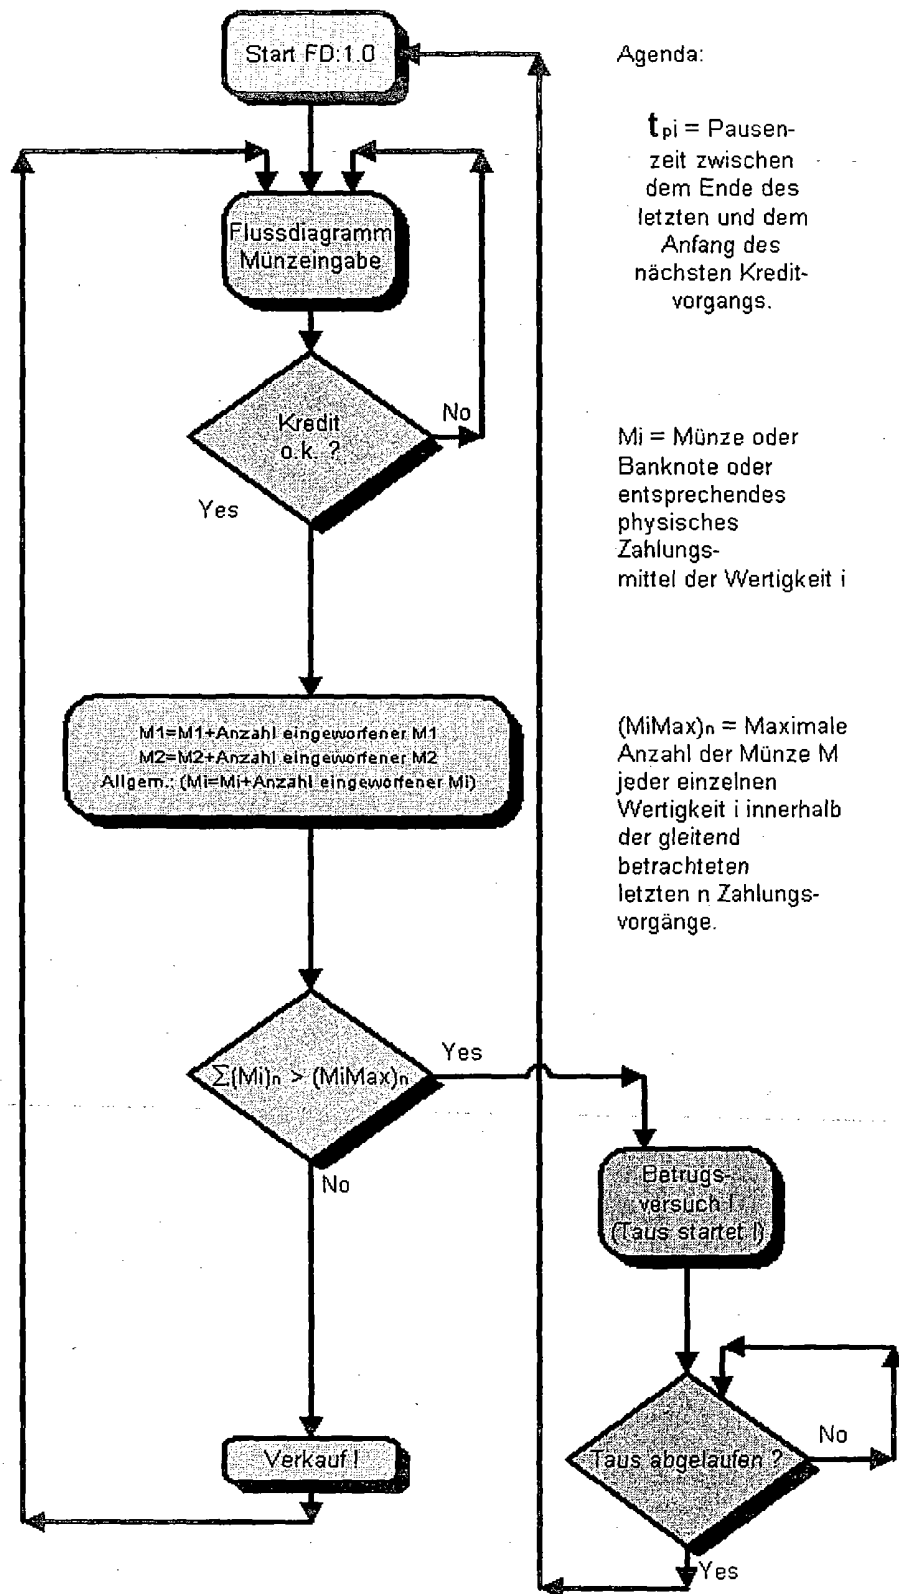 Start FD:1.0
Flussdiagramm
Münzeingabe
Kredit
o.k. ?
No
Yes
M1=M1+Anzahl eingeworfener M1
M2=M2+Anzahl eingeworfener M2
Allgem.: (Mi=Mi+Anzahl eingeworfener Mi)
∑(Mi)n > (MiMax)n
Yes
No
Verkauf !
Betrugs-
versuch !
(Taus startet !)
Taus abgelaufen ?
No
Yes
Agenda:
tpi = Pausen-
zeit zwischen
dem Ende des
letzten und dem
Anfang des
nächsten Kredit-
vorgangs.
Mi = Münze oder
Banknote oder
entsprechendes
physisches
Zahlungs-
mittel der Wertigkeit i
(MiMax)n = Maximale
Anzahl der Münze M
jeder einzelnen
Wertigkeit i innerhalb
der gleitend
betrachteten
letzten n Zahlungs-
vorgänge.